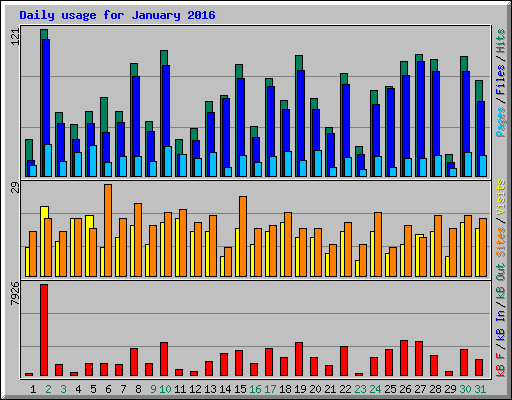 Daily usage for January 2016
121
Pages / Files / Hits
29
Sites / Visits
7926
kB F / kB In / kB Out
1 2 3 4 5 6 7 8 9 10 11 12 13 14 15 16 17 18 19 20 21 22 23 24 25 26 27 28 29 30 31